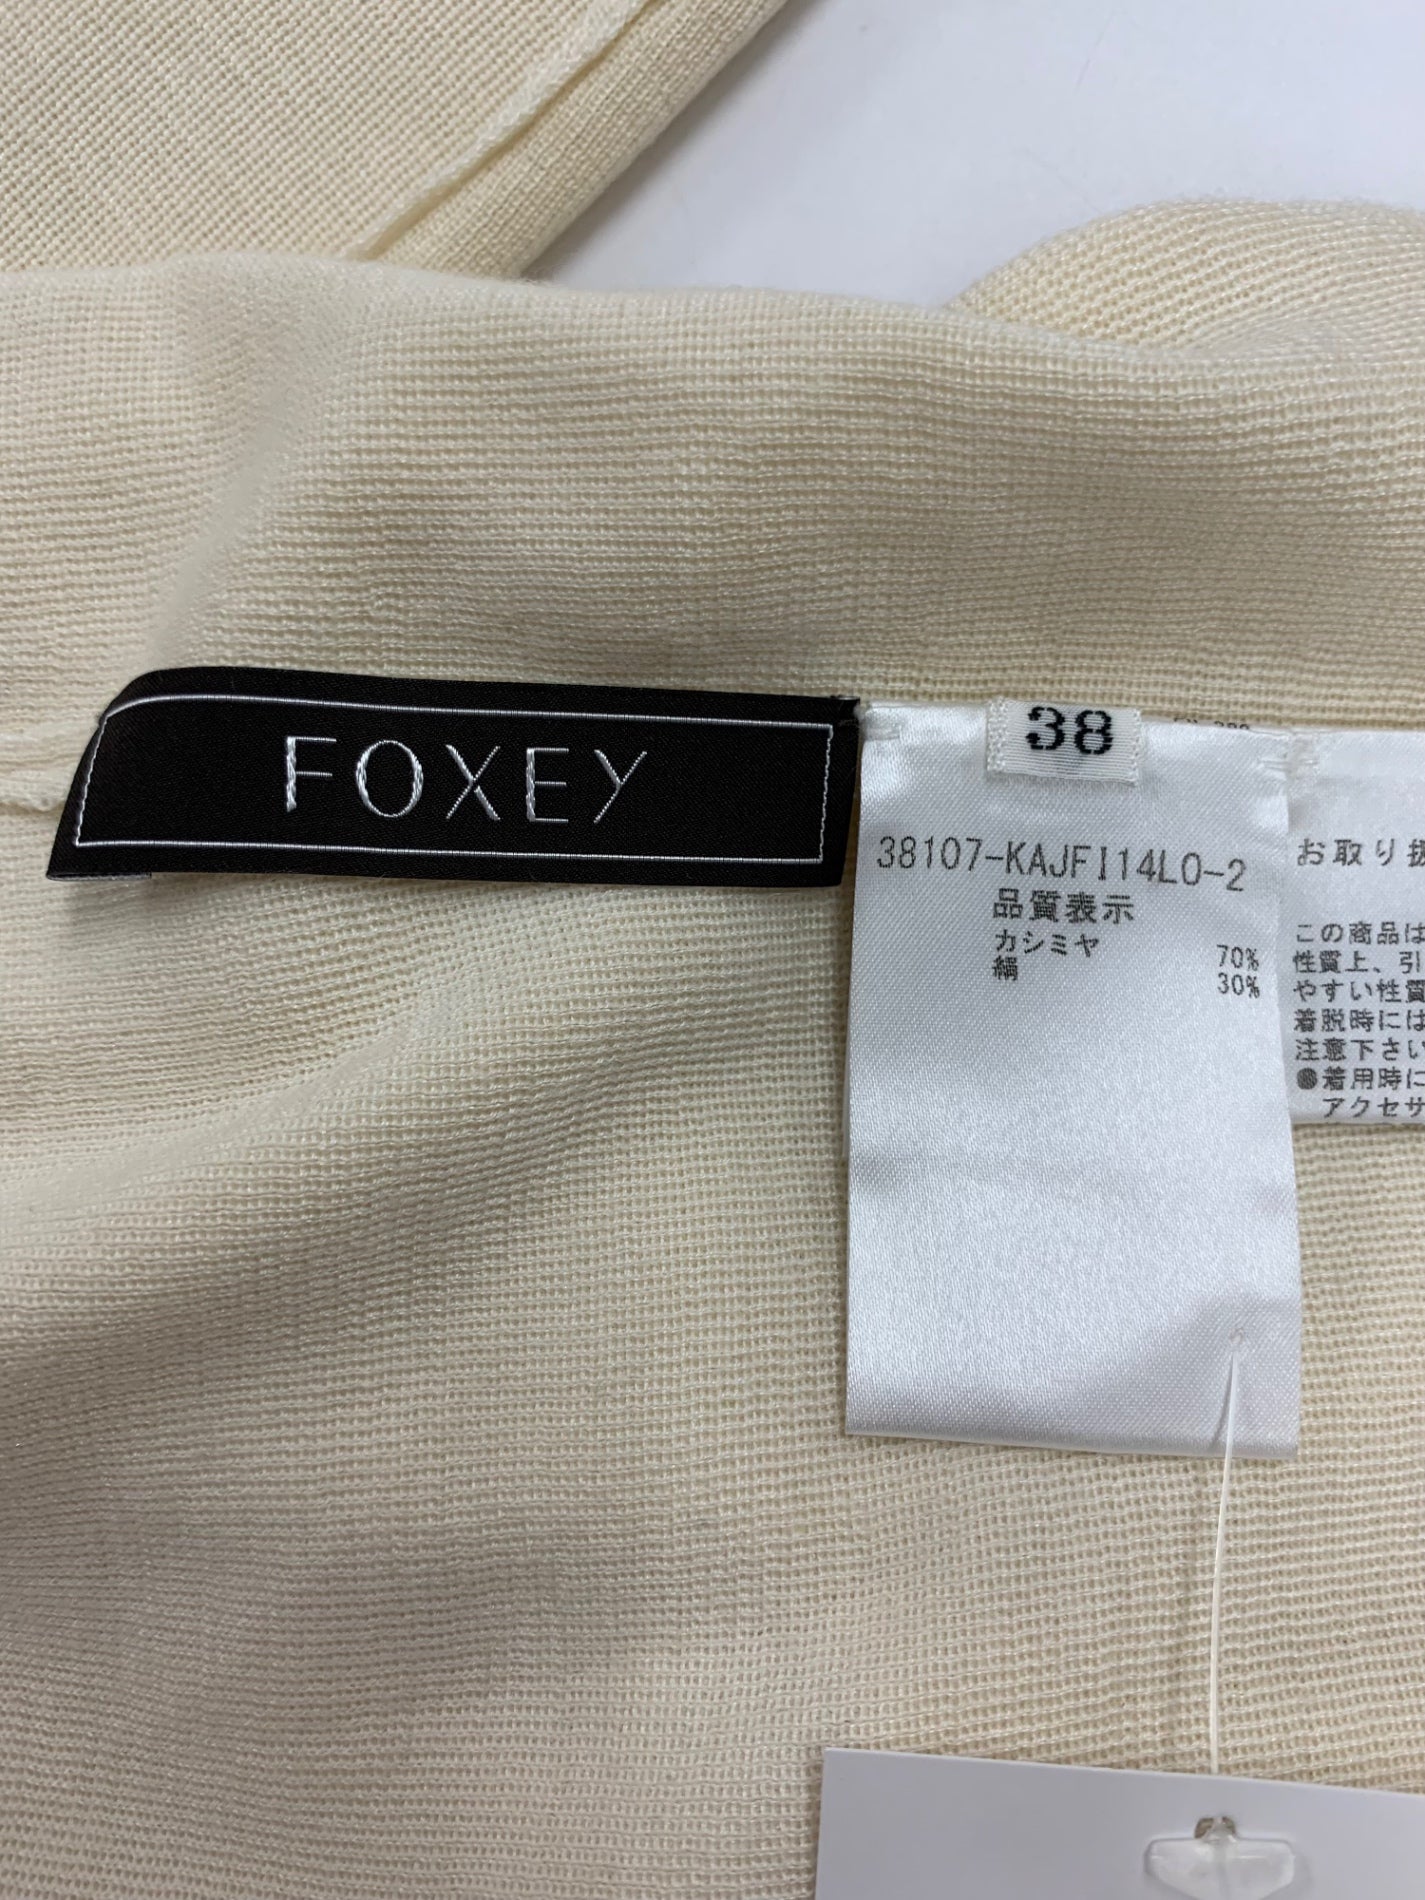 FOXEY
38
38107-KAJFI14LO-2
品質表示
カシミヤ 70%
絹 30%
お取り扱
この商品は
性質上、引
やすい性質
着脱時には
注意下さい
●着用時に
アクセサ